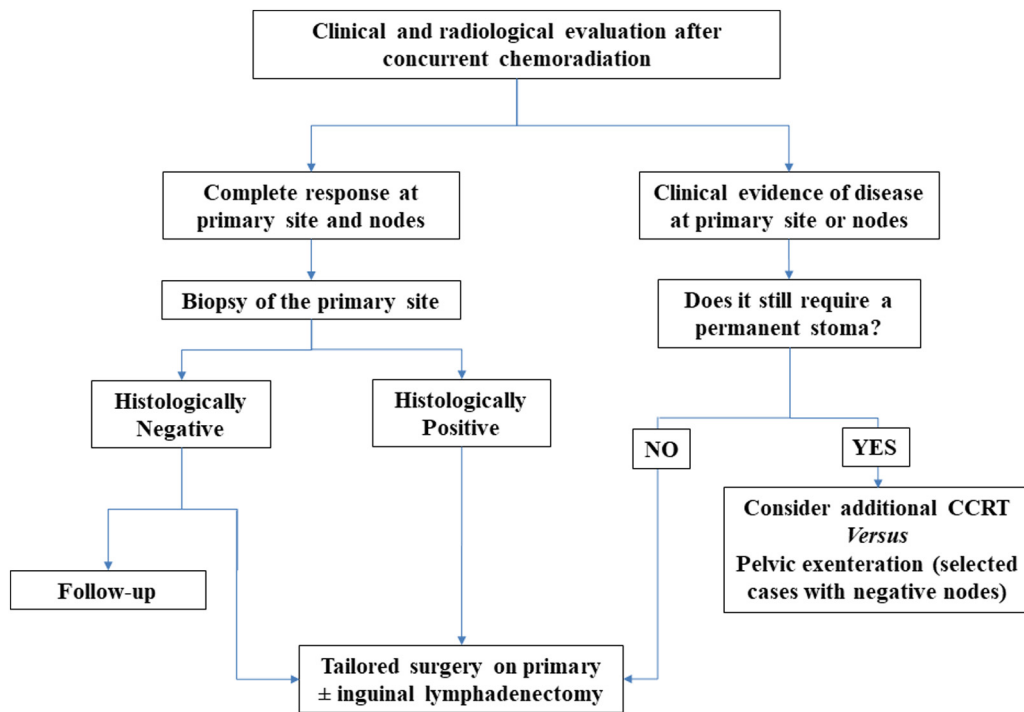 Clinical and radiological evaluation after
concurrent chemoradiation
Complete response at
primary site and nodes
Clinical evidence of disease
at primary site or nodes
Biopsy of the primary site
Does it still require a
permanent stoma?
Histologically
Negative
Histologically
Positive
NO
YES
Consider additional CCRT
Versus
Pelvic exenteration (selected
cases with negative nodes)
Follow-up
Tailored surgery on primary
± inguinal lymphadenectomy